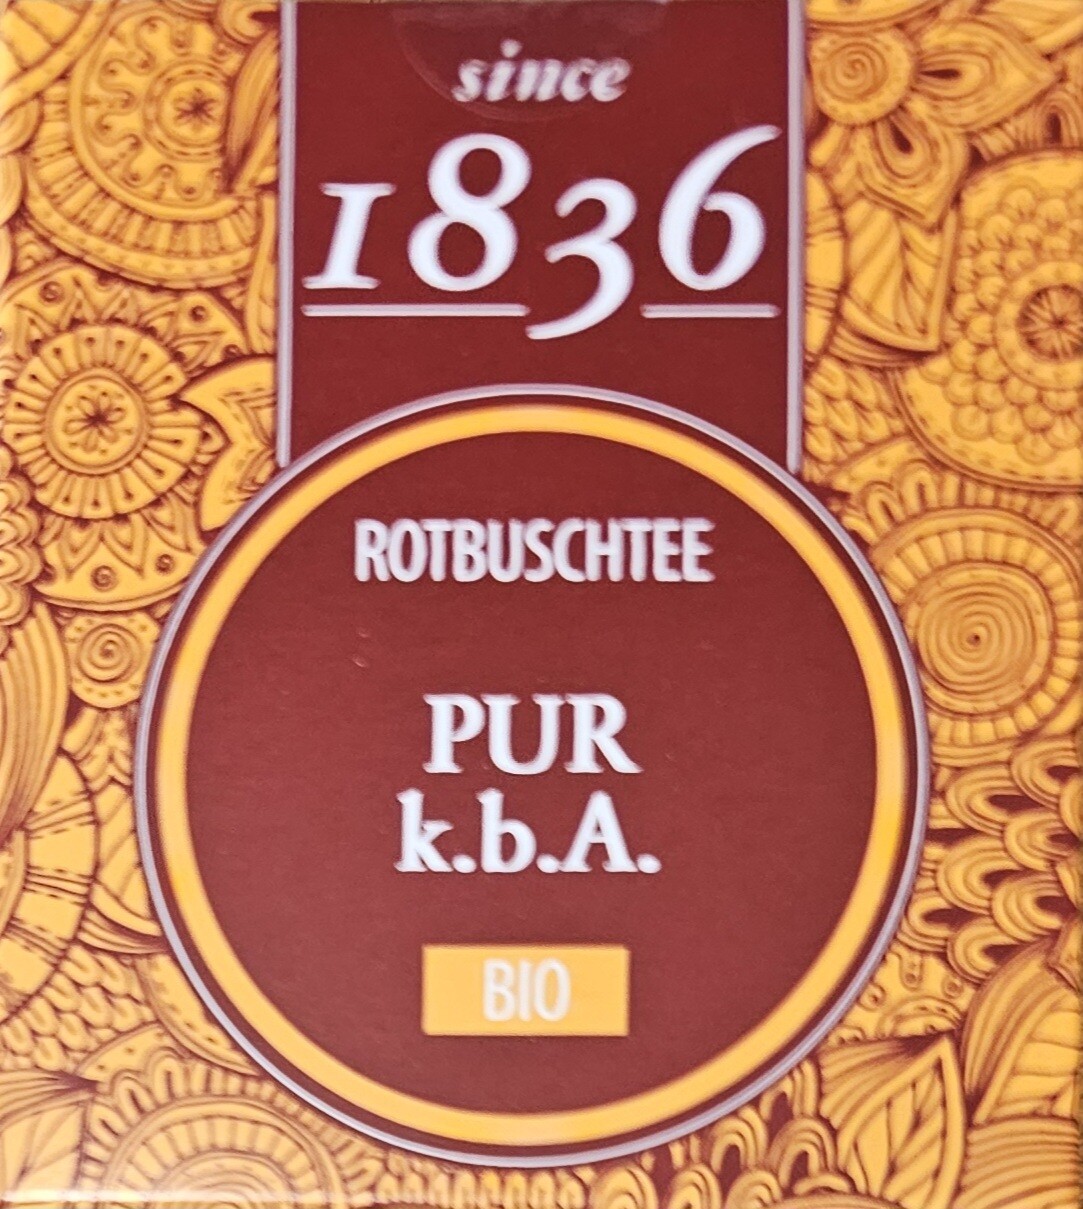 since
1836
ROTBUSCHTEE
PUR
k.b.A.
BIO